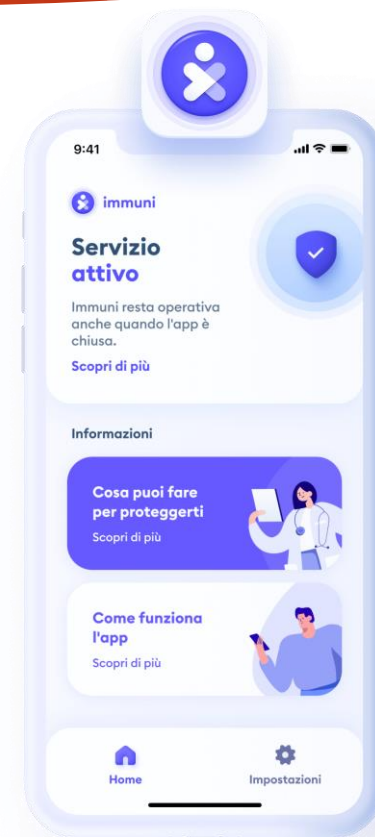 9:41
immuni
Servizio
attivo
Immuni resta operativa
anche quando l'app è
chiusa.
Scopri di più
Informazioni
Cosa puoi fare
per proteggerti
Scopri di più
Come funziona
l'app
Scopri di più
Home
Impostazioni